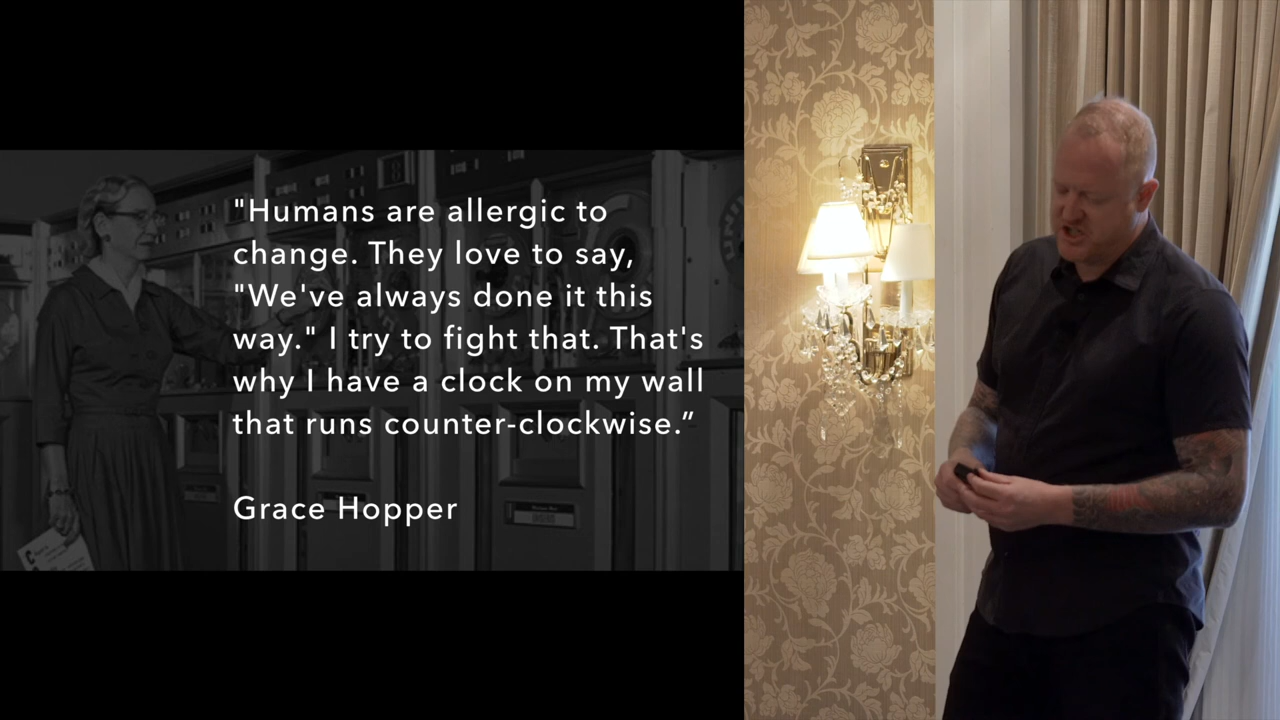 "Humans are allergic to
change. They love to say,
"We've always done it this
way." I try to fight that. That's
why I have a clock on my wall
that runs counter-clockwise.”
Grace Hopper